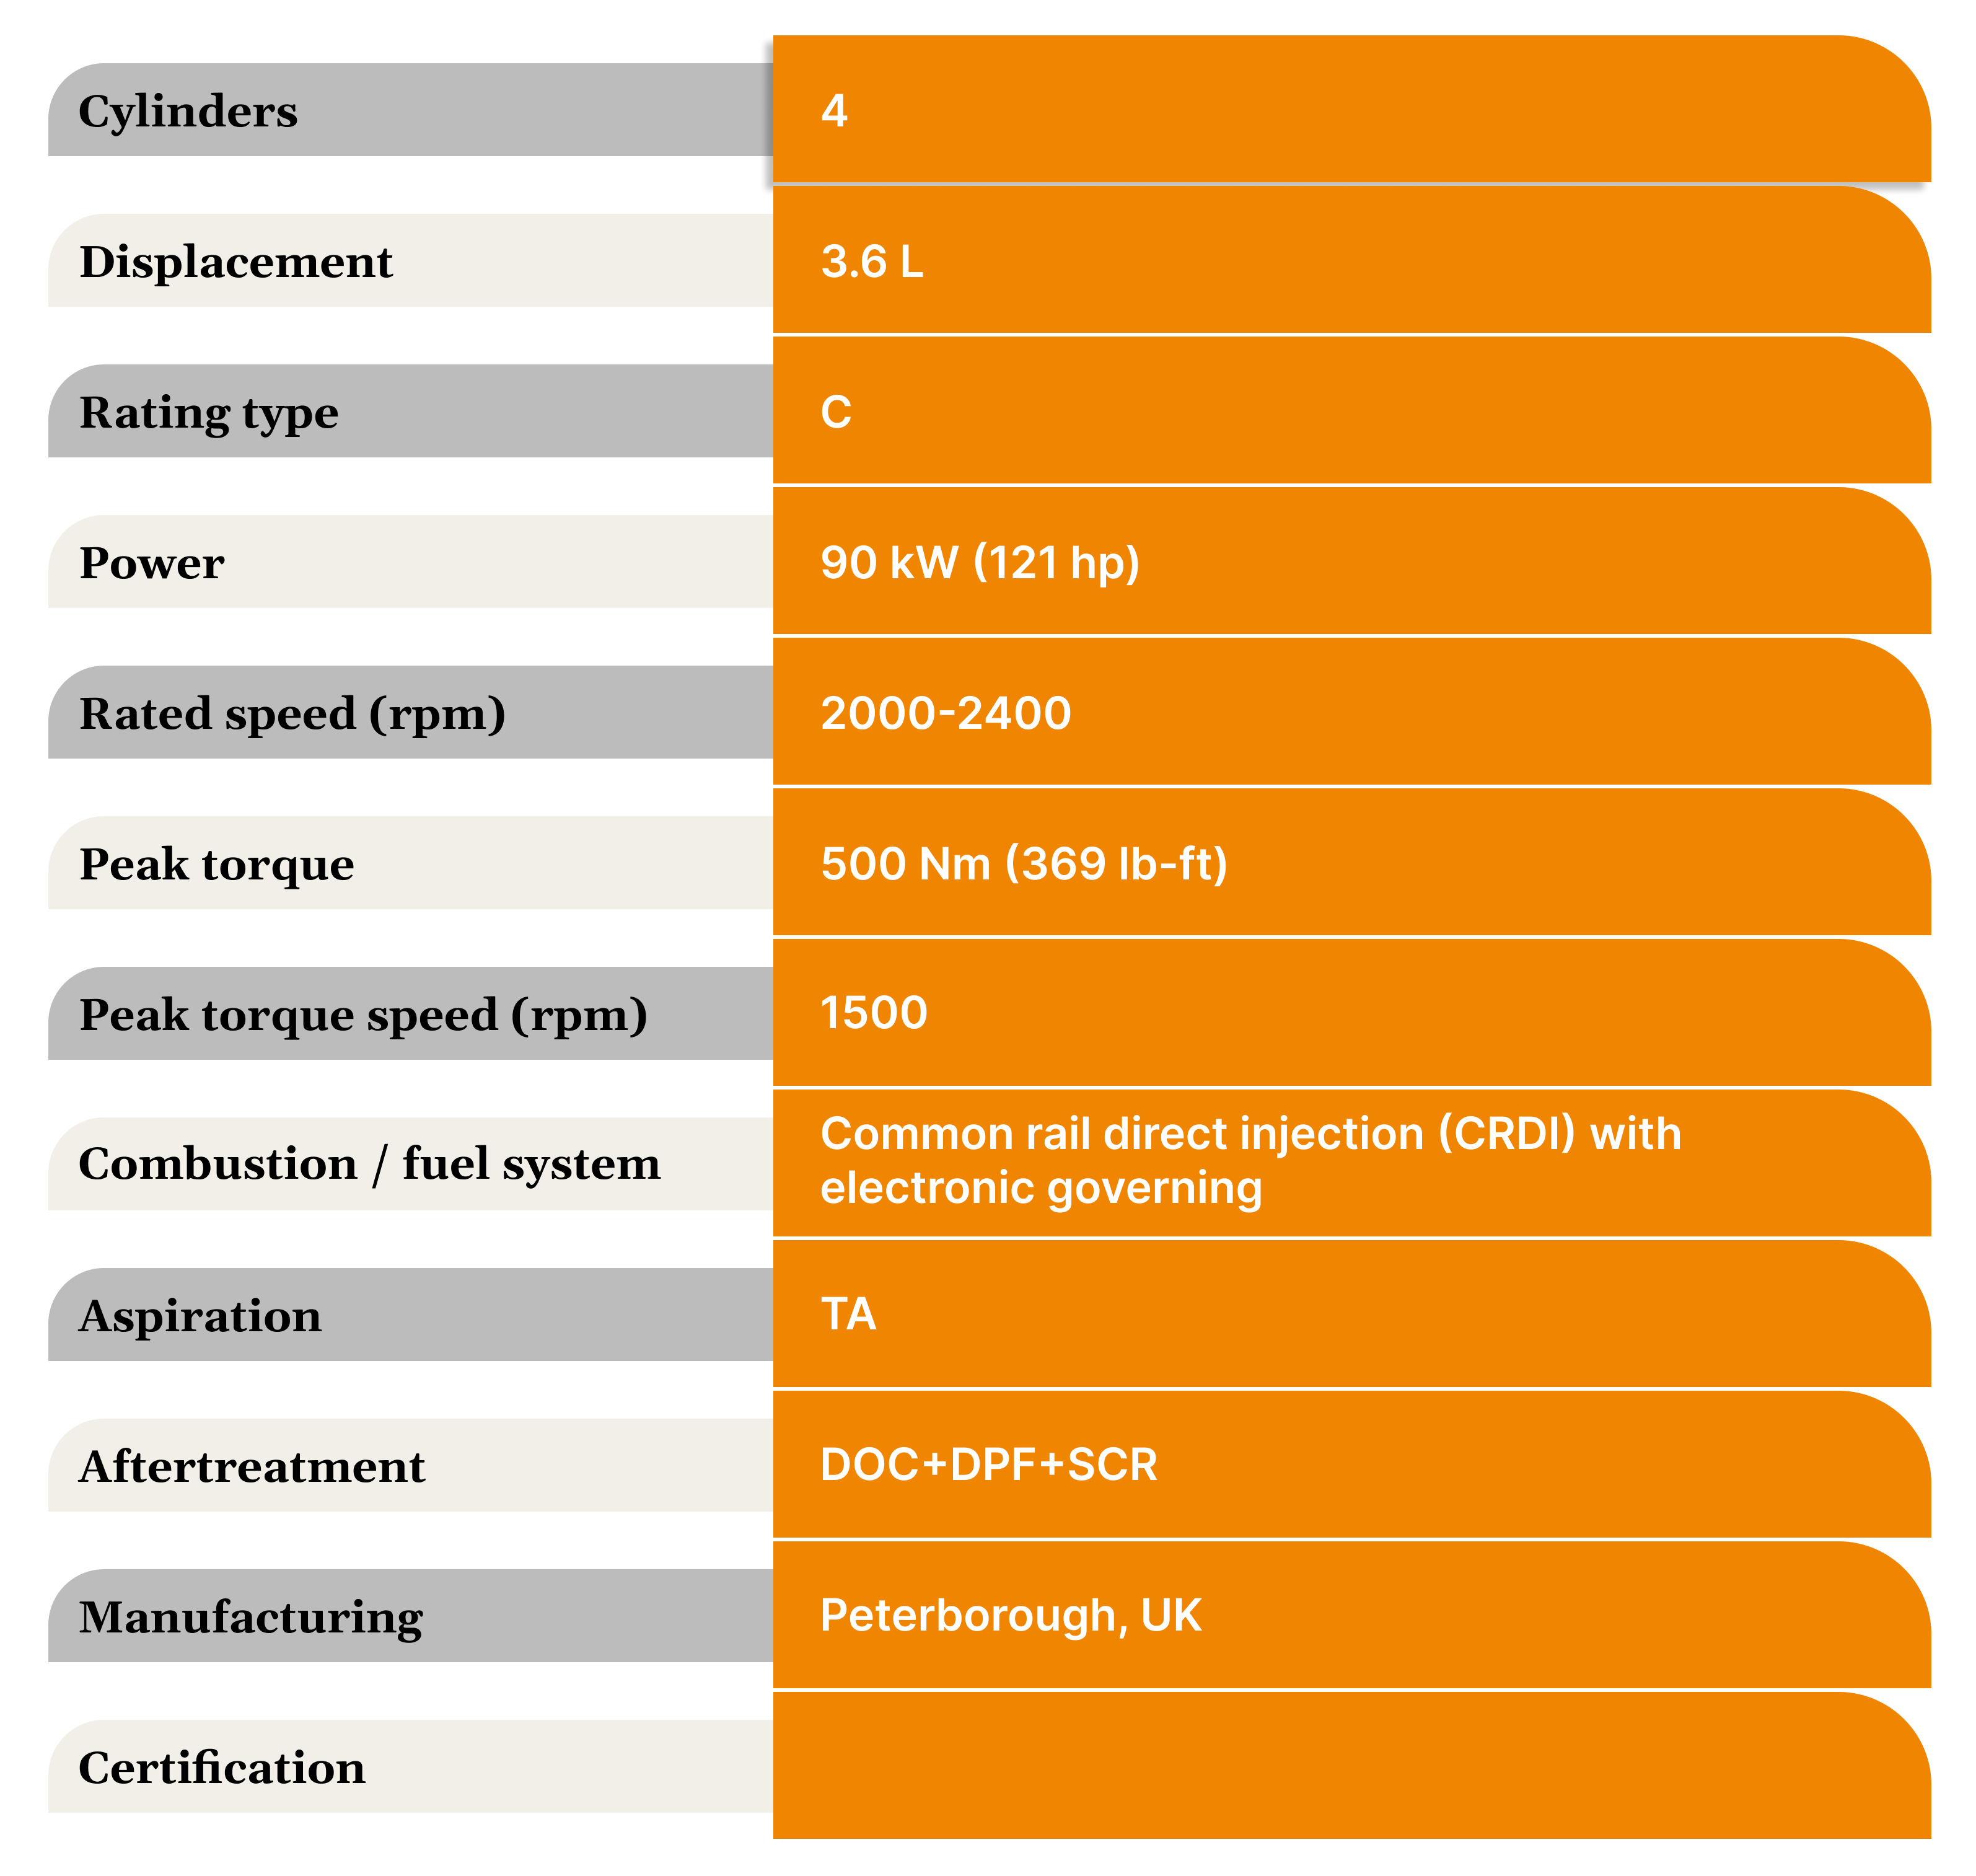 Cylinders
4
Displacement
3.6 L
Rating type
C
Power
90 kW (121 hp)
Rated speed (rpm)
2000-2400
Peak torque
500 Nm (369 lb-ft)
Peak torque speed (rpm)
1500
Combustion / fuel system
Common rail direct injection (CRDI) with
electronic governing
Aspiration
TA
Aftertreatment
DOC+DPF+SCR
Manufacturing
Peterborough, UK
Certification